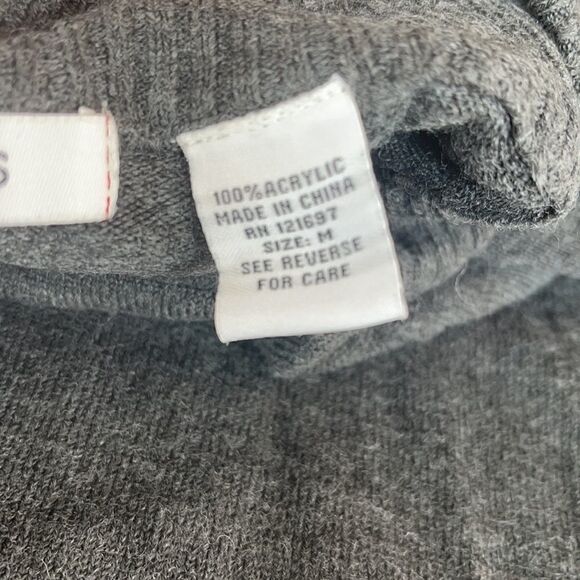 100%ACRYLIC
MADE IN CHINA
RN 121697
SIZE: M
SEE REVERSE
FOR CARE